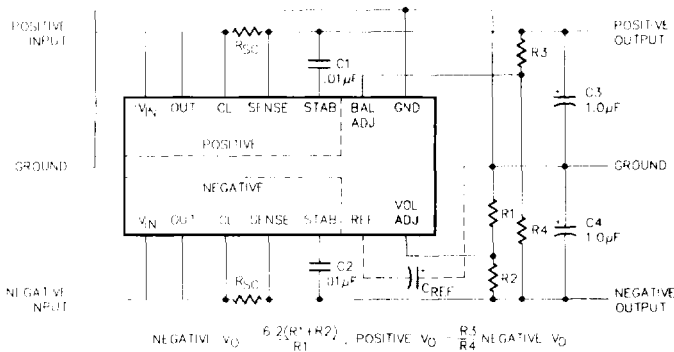 POSITIVE INPUT
POSITIVE OUTPUT
RSC
C1
.01µF
R3
C3
1.0µF
VIN OUT CL SENSE STAB BAL ADJ GND
POSITIVE
GROUND
GROUND
NEGATIVE
VIN OUT CL SENSE STAB REF VOL ADJ
R1
R4
C4
1.0µF
RSC
C2
.01µF
CREF
R2
NEGATIVE INPUT
NEGATIVE OUTPUT
NEGATIVE VO 6.2(R1+R2) / R1 , POSITIVE VO = R3 / R4 NEGATIVE VO